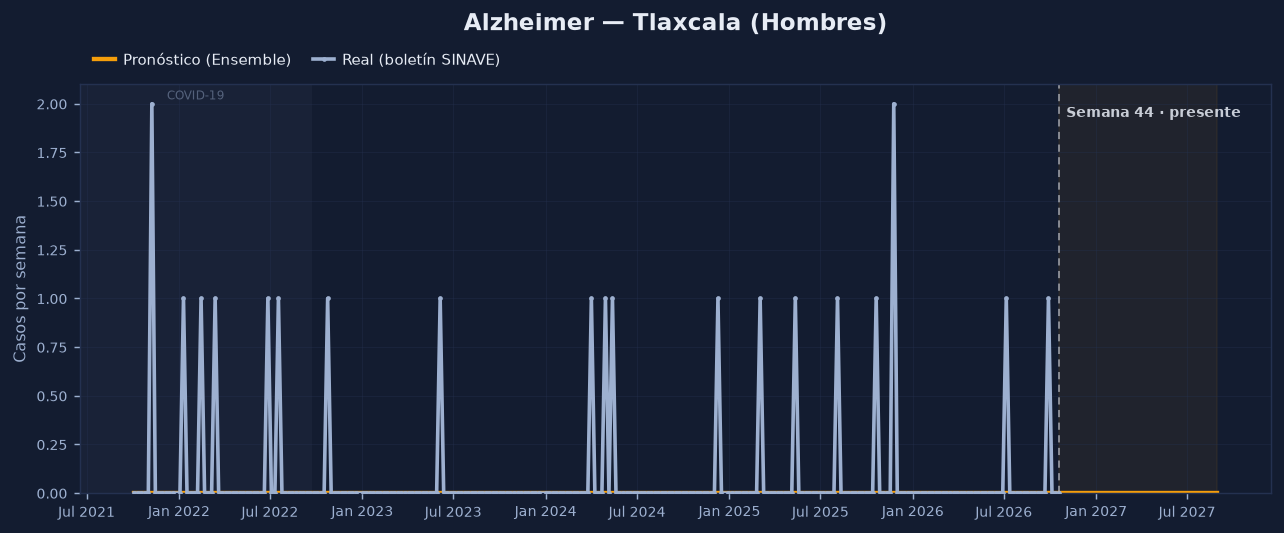 Alzheimer — Tlaxcala (Hombres)
Pronóstico (Ensemble)
Real (boletín SINAVE)
COVID-19
Semana 44 · presente
Casos por semana
2.00
1.75
1.50
1.25
1.00
0.75
0.50
0.25
0.00
Jul 2021
Jan 2022
Jul 2022
Jan 2023
Jul 2023
Jan 2024
Jul 2024
Jan 2025
Jul 2025
Jan 2026
Jul 2026
Jan 2027
Jul 2027